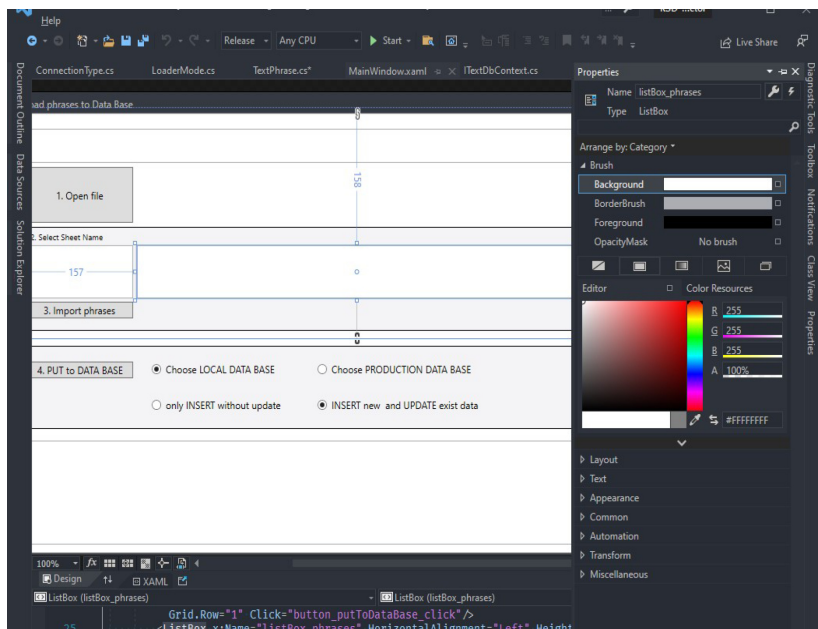 Help
Release Any CPU Start Live Share
ConnectionType.cs LoaderMode.cs TextPhrase.cs* MainWindow.xaml ITextDbContext.cs
Document Outline
Data Sources
Solution Explorer
ad phrases to Data Base
158
1. Open file
2. Select Sheet Name
157
3. Import phrases
4. PUT to DATA BASE Choose LOCAL DATA BASE Choose PRODUCTION DATA BASE
only INSERT without update INSERT new and UPDATE exist data
100% fx
Design XAML
ListBox (listBox_phrases) ListBox (listBox_phrases)
Grid.Row="1" Click="button_putToDataBase_click"/>
25 <ListBox x:Name="listBox_phrases" HorizontalAlignment="Left" Height
Properties
Name listBox_phrases
Type ListBox
Arrange by: Category
Brush
Background
BorderBrush
Foreground
OpacityMask No brush
Editor Color Resources
R 255
G 255
B 255
A 100%
#FFFFFFFF
Layout
Text
Appearance
Common
Automation
Transform
Miscellaneous
Diagnostic Tools
Toolbox
Notifications
Class View
Properties